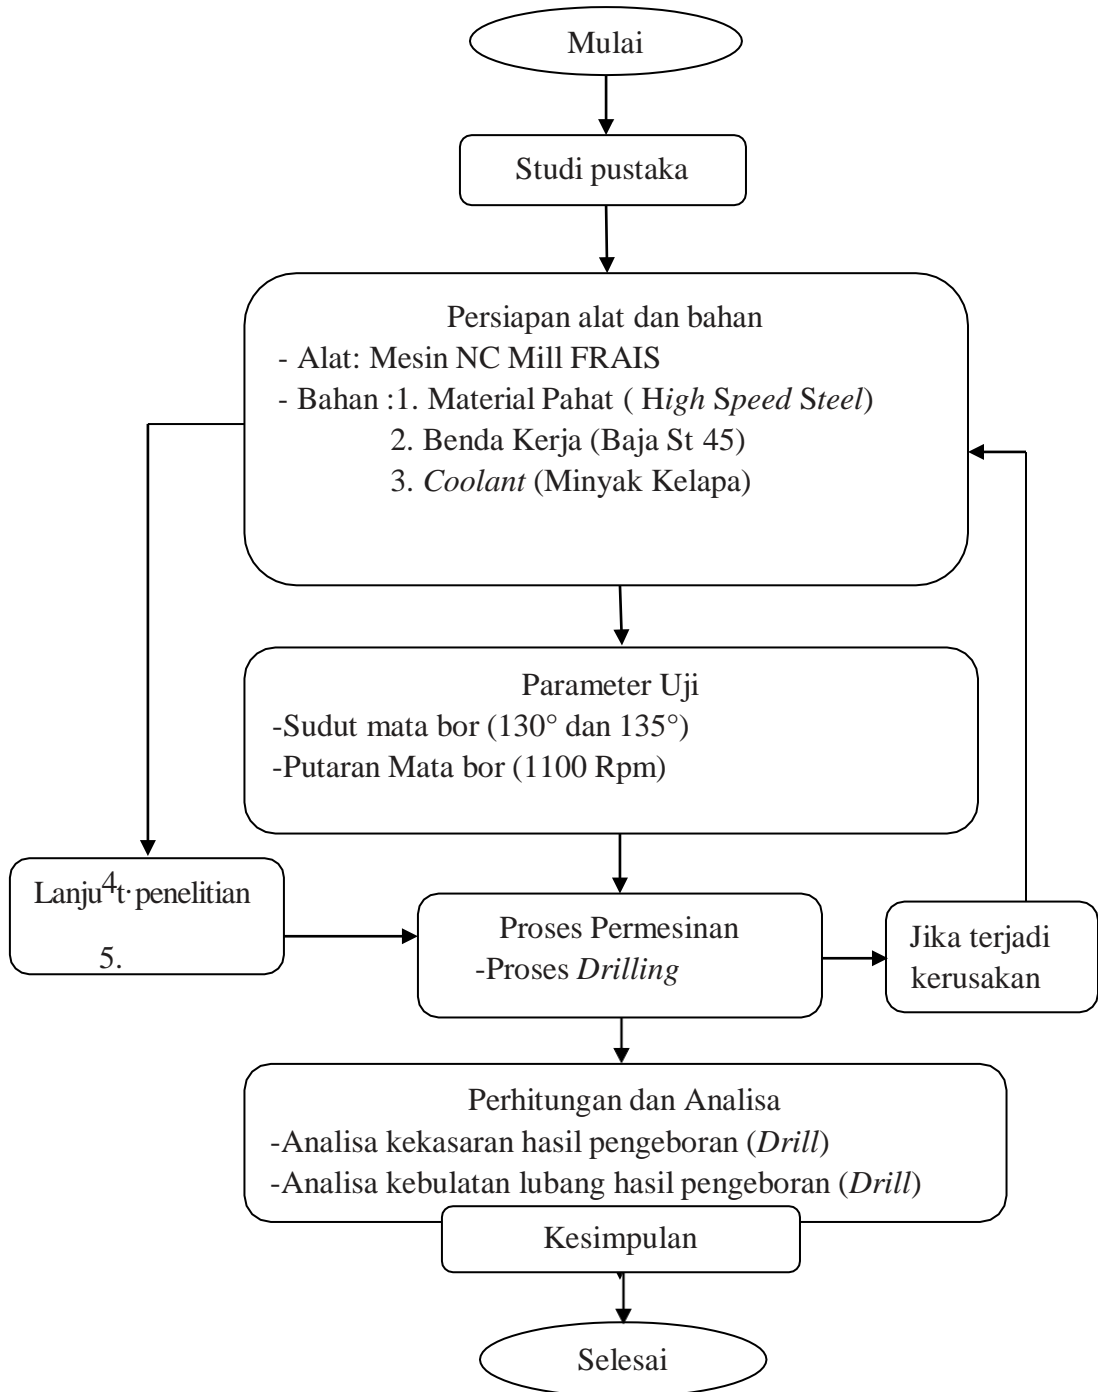 Mulai
Studi pustaka
Persiapan alat dan bahan
- Alat: Mesin NC Mill FRAIS
- Bahan :1. Material Pahat ( High Speed Steel)
2. Benda Kerja (Baja St 45)
3. Coolant (Minyak Kelapa)
Parameter Uji
-Sudut mata bor (130° dan 135°)
-Putaran Mata bor (1100 Rpm)
Lanju4t.penelitian
5.
Proses Permesinan
-Proses Drilling
Jika terjadi
kerusakan
Perhitungan dan Analisa
-Analisa kekasaran hasil pengeboran (Drill)
-Analisa kebulatan lubang hasil pengeboran (Drill)
Kesimpulan
Selesai